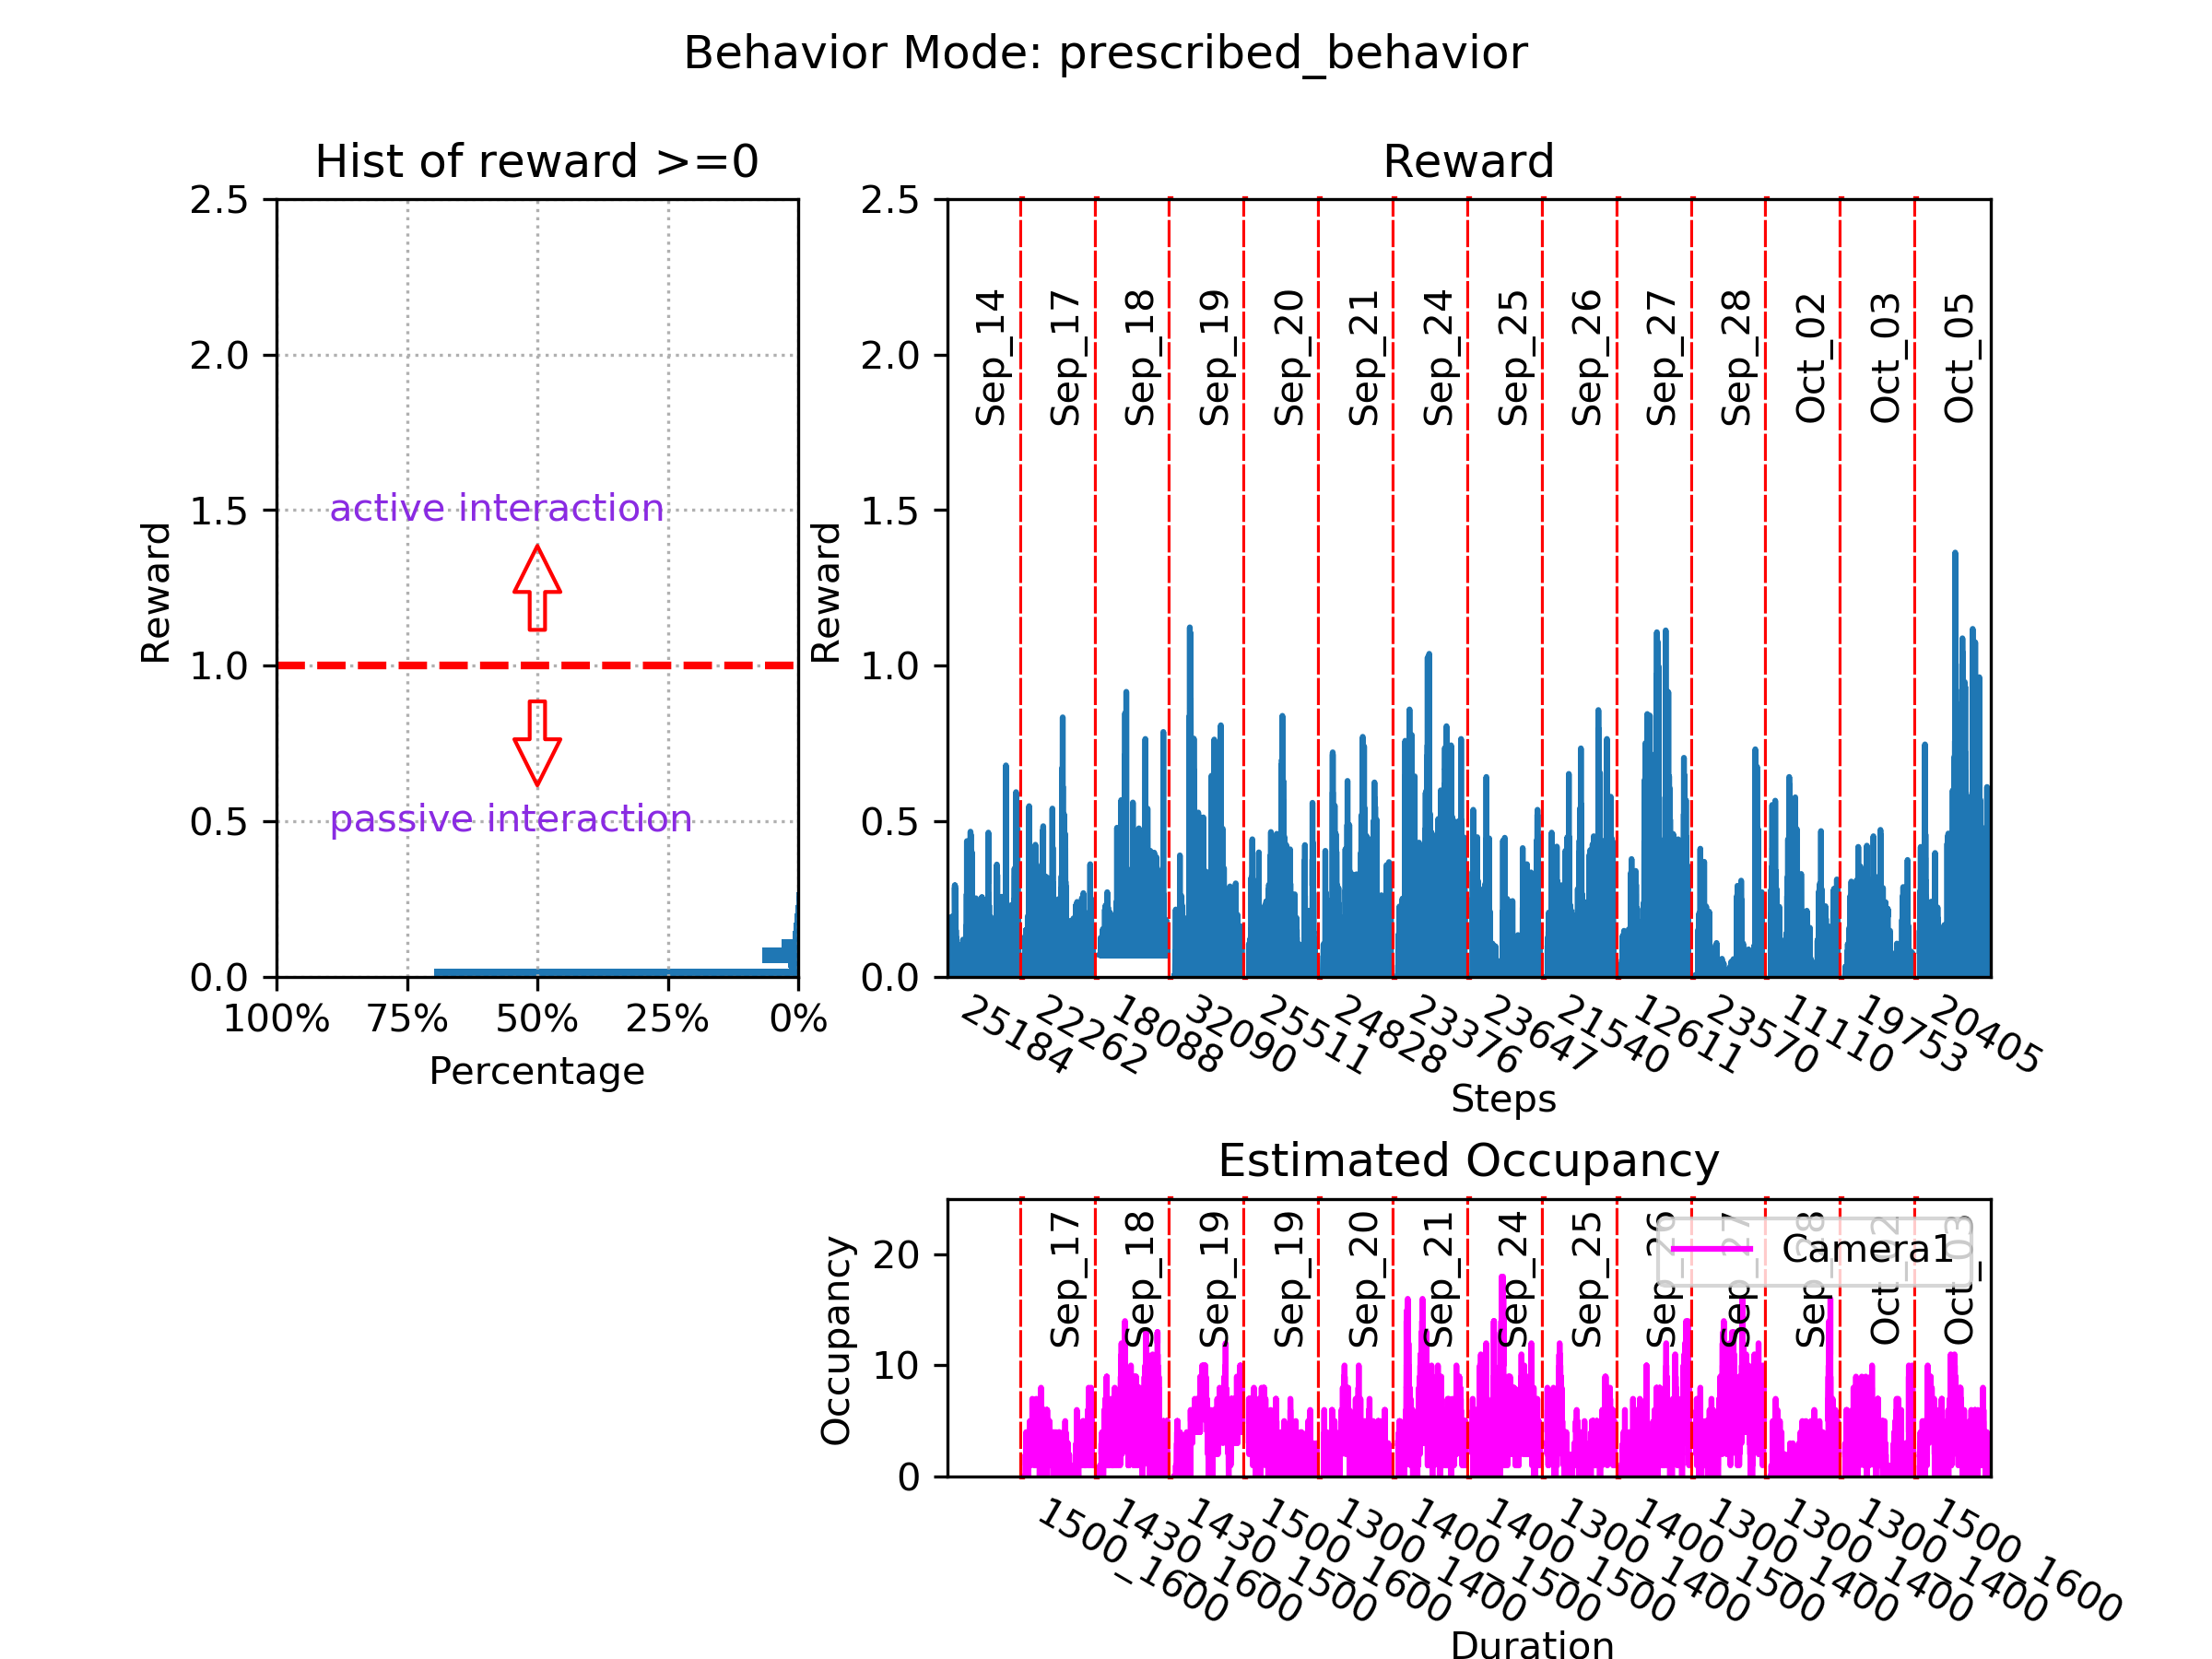 Behavior Mode: prescribed_behavior
Hist of reward >=0
2.5
2.0
1.5
1.0
0.5
0.0
Reward
active interaction
passive interaction
100% 75% 50% 25% 0%
Percentage
Reward
2.5
2.0
1.5
1.0
0.5
0.0
Reward
Sep_14
Sep_17
Sep_18
Sep_19
Sep_20
Sep_21
Sep_24
Sep_25
Sep_26
Sep_27
Sep_28
Oct_02
Oct_03
Oct_05
25184
22262
18088
32090
25511
24828
23376
23647
21540
12611
23570
11110
19753
20405
Steps
Estimated Occupancy
20
10
0
Occupancy
Sep_17
Sep_18
Sep_19
Sep_19
Sep_20
Sep_21
Sep_24
Sep_25
Sep_26
Sep_27
Sep_28
Oct_02
Oct_03
Camera1
1500_1600
1430_1600
1430_1500
1500_1600
1300_1400
1400_1500
1400_1500
1300_1400
1400_1500
1300_1400
1300_1400
1300_1400
1500_1600
Duration